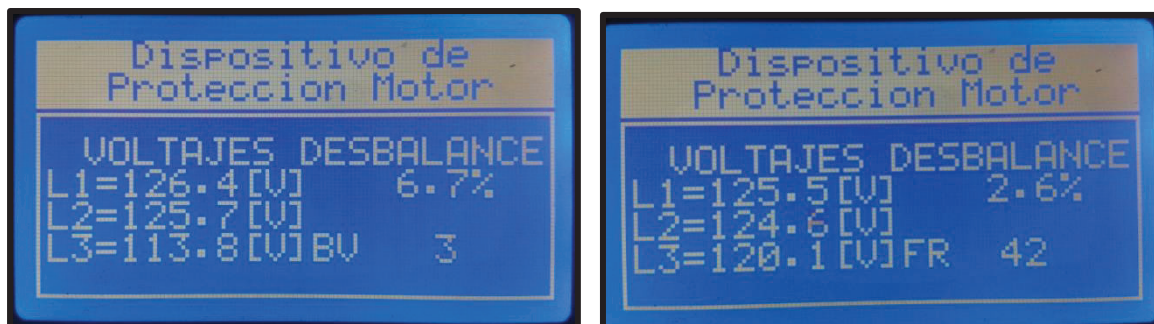 Dispositivo de
Proteccion Motor
VOLTAJES DESBALANCE
L1=126.4[V] 6.7%
L2=125.7[V]
L3=113.8[V]BV 3
Dispositivo de
Proteccion Motor
VOLTAJES DESBALANCE
L1=125.5[V] 2.6%
L2=124.6[V]
L3=120.1[V]FR 42